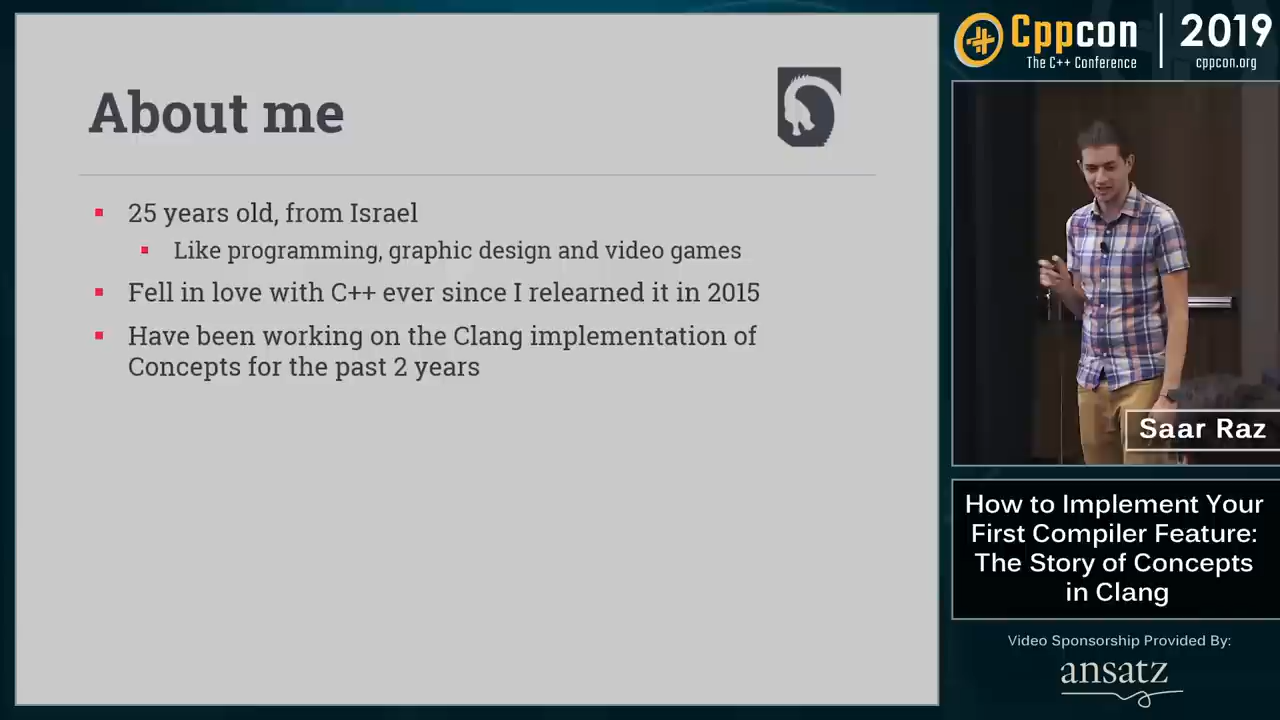 About me
25 years old, from Israel
Like programming, graphic design and video games
Fell in love with C++ ever since I relearned it in 2015
Have been working on the Clang implementation of
Concepts for the past 2 years
Cppcon | 2019
The C++ Conference
cppcon.org
Saar Raz
How to Implement Your
First Compiler Feature:
The Story of Concepts
in Clang
Video Sponsorship Provided By:
ansatz